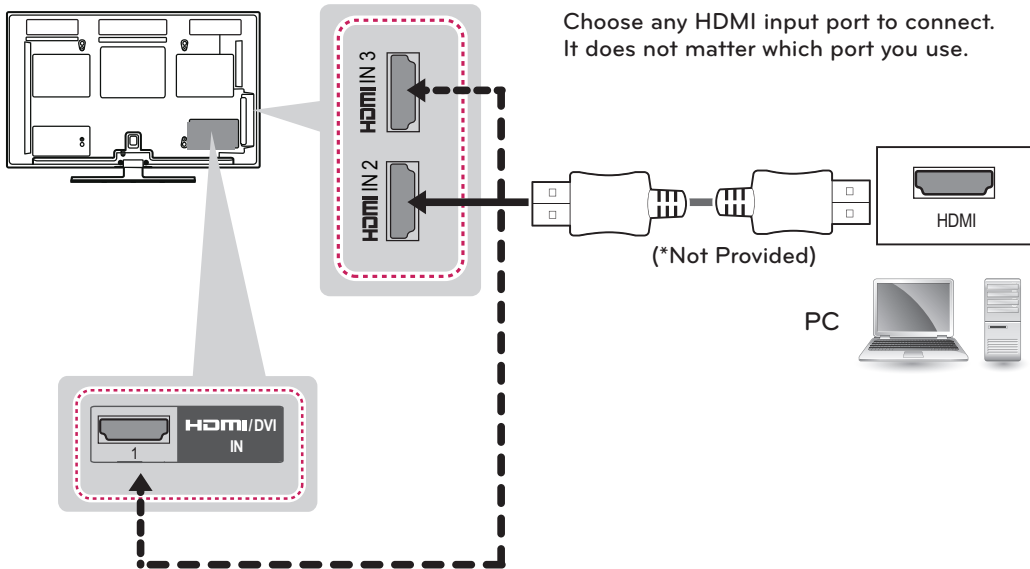 Choose any HDMI input port to connect.
It does not matter which port you use.
HDMI IN 3
HDMI IN 2
HDMI
(*Not Provided)
PC
HDMI/DVI
IN
1